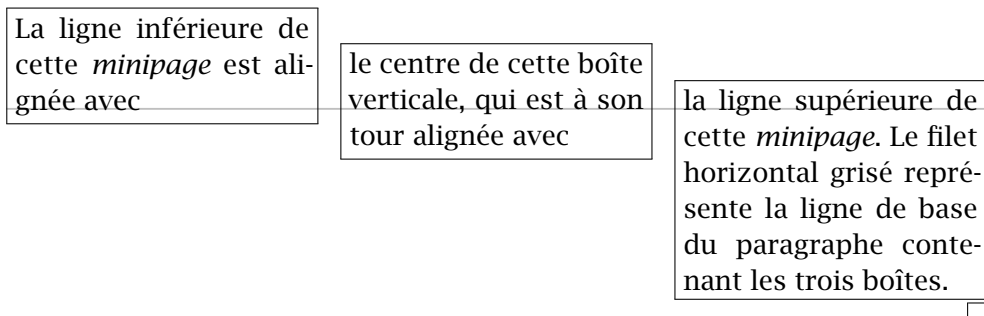 La ligne inférieure de
cette minipage est ali-
gnée avec
le centre de cette boîte
verticale, qui est à son
tour alignée avec
la ligne supérieure de
cette minipage. Le filet
horizontal grisé repré-
sente la ligne de base
du paragraphe conte-
nant les trois boîtes.